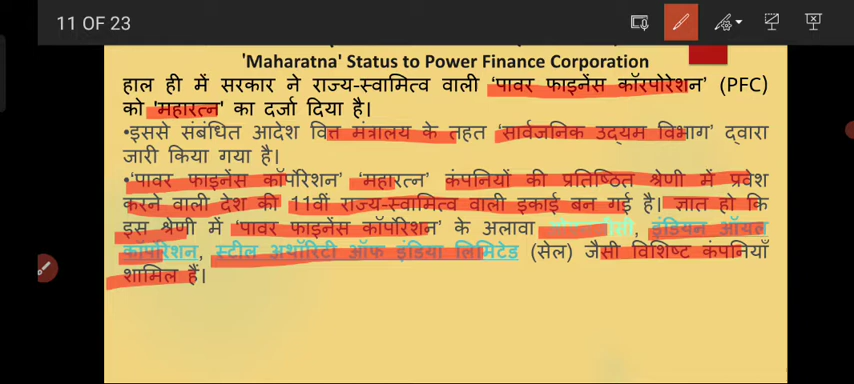 11 OF 23
'Maharatna' Status to Power Finance Corporation
हाल ही में सरकार ने राज्य-स्वामित्व वाली ‘पावर फाइनेंस कॉरपोरेशन’ (PFC)
को 'महारत्न' का दर्जा दिया है।
•इससे संबंधित आदेश वित्त मंत्रालय के तहत ‘सार्वजनिक उद्यम विभाग’ द्वारा
जारी किया गया है।
•‘पावर फाइनेंस कॉर्पोरेशन’ ‘महारत्न’ कंपनियों की प्रतिष्ठित श्रेणी में प्रवेश
करने वाली देश की 11वीं राज्य-स्वामित्व वाली इकाई बन गई है। ज्ञात हो कि
इस श्रेणी में ‘पावर फाइनेंस कॉर्पोरेशन’ के अलावा इंडियन ऑयल
कॉर्पोरेशन, स्टील अथॉरिटी ऑफ इंडिया लिमिटेड (सेल) जैसी विशिष्ट कंपनियाँ
शामिल हैं।